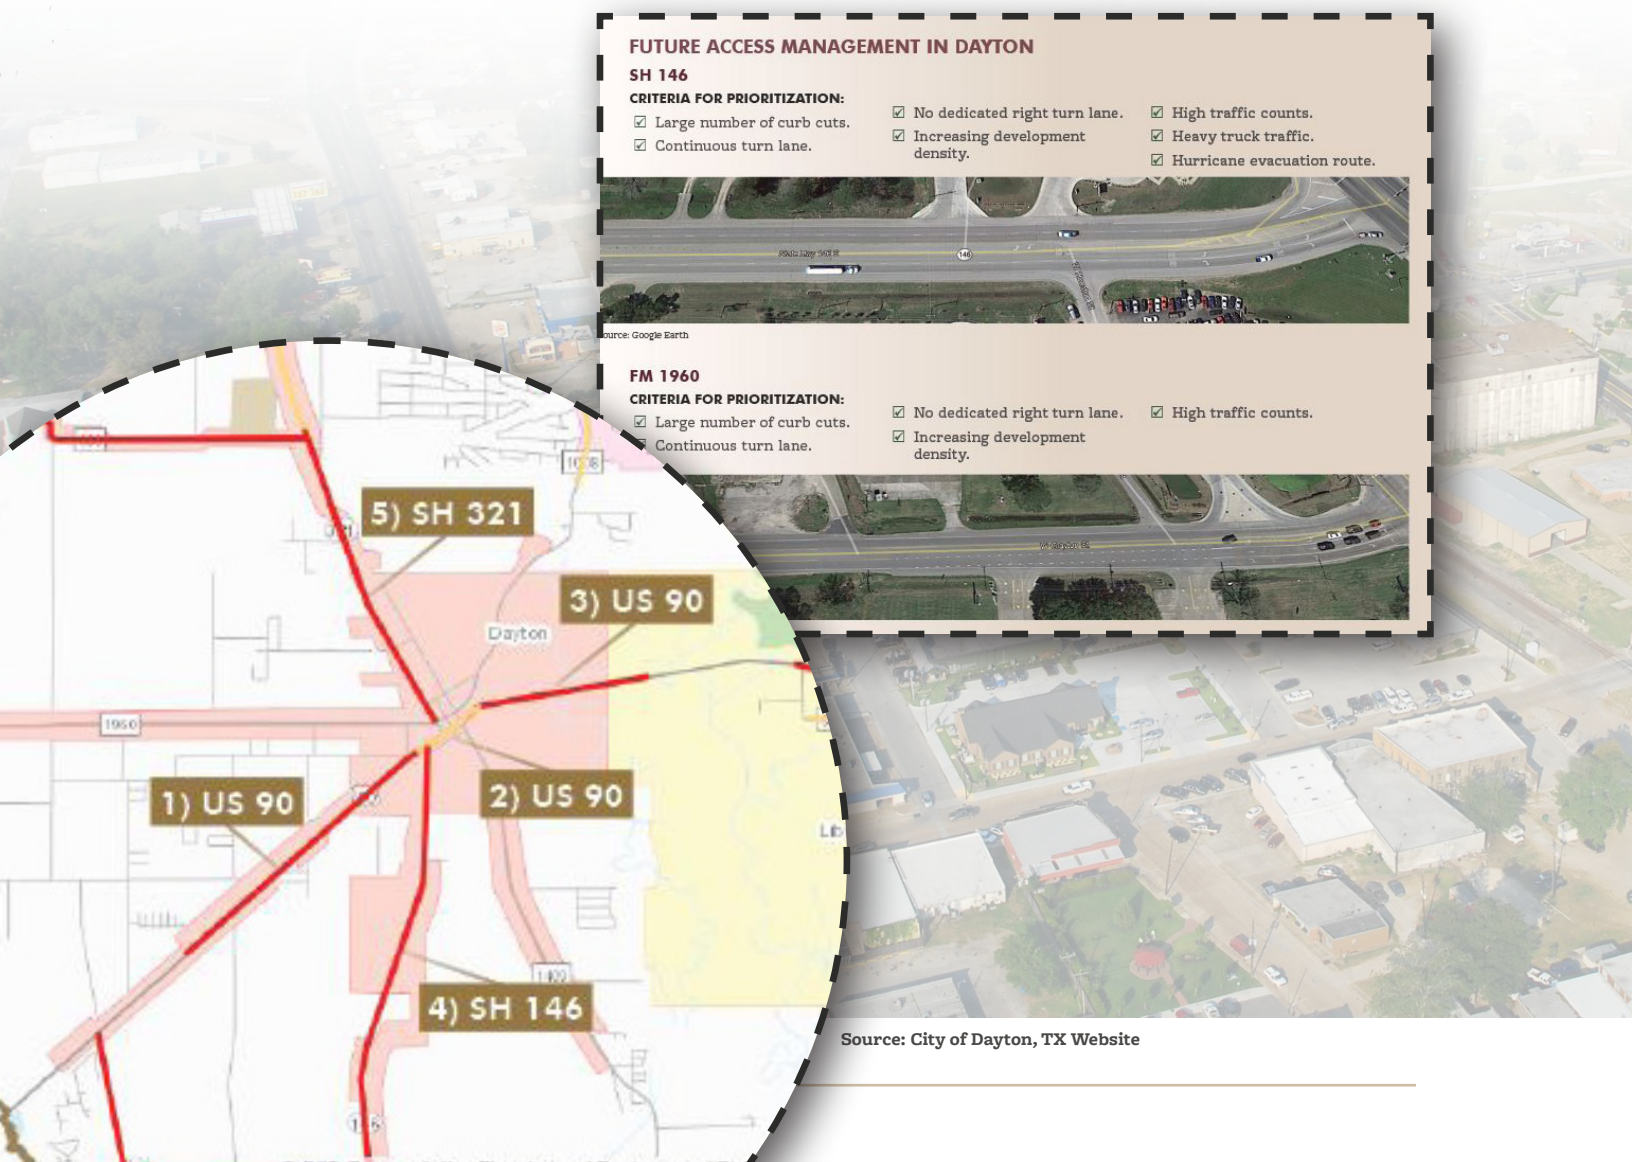 FUTURE ACCESS MANAGEMENT IN DAYTON
SH 146
CRITERIA FOR PRIORITIZATION:
Large number of curb cuts.
Continuous turn lane.
No dedicated right turn lane.
Increasing development
density.
High traffic counts.
Heavy truck traffic.
Hurricane evacuation route.
146
ource: Google Earth
FM 1960
CRITERIA FOR PRIORITIZATION:
Large number of curb cuts.
Continuous turn lane.
No dedicated right turn lane.
Increasing development
density.
High traffic counts.
5) SH 321
3) US 90
Dayton
1960
1) US 90
2) US 90
Lib
4) SH 146
Source: City of Dayton, TX Website